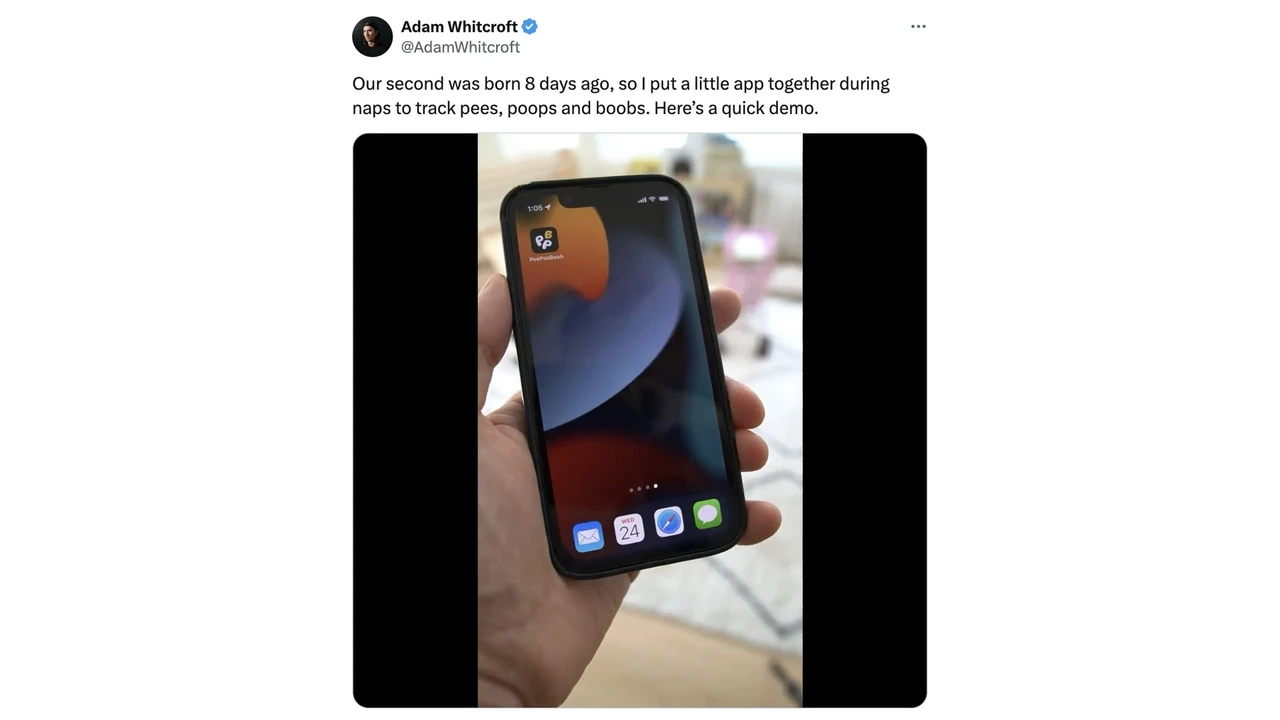 Adam Whitcroft
@AdamWhitcroft
Our second was born 8 days ago, so I put a little app together during
naps to track pees, poops and boobs. Here’s a quick demo.
1:05
PBP
PeePooBoob
WED
24